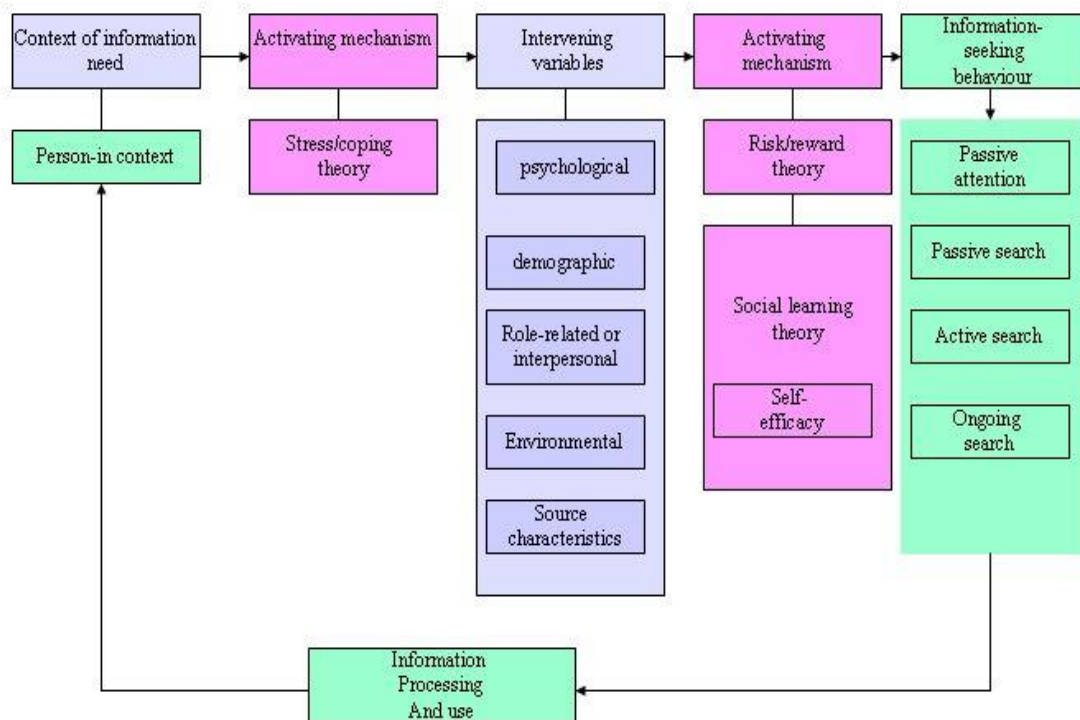 Context of information
need
Activating mechanism
Intervening
variables
Activating
mechanism
Information-
seeking
behaviour
Person-in context
Stress/coping
theory
psychological
demographic
Role-related or
interpersonal
Environmental
Source
characteristics
Risk/reward
theory
Social learning
theory
Self-
efficacy
Passive
attention
Passive search
Active search
Ongoing
search
Information
Processing
And use